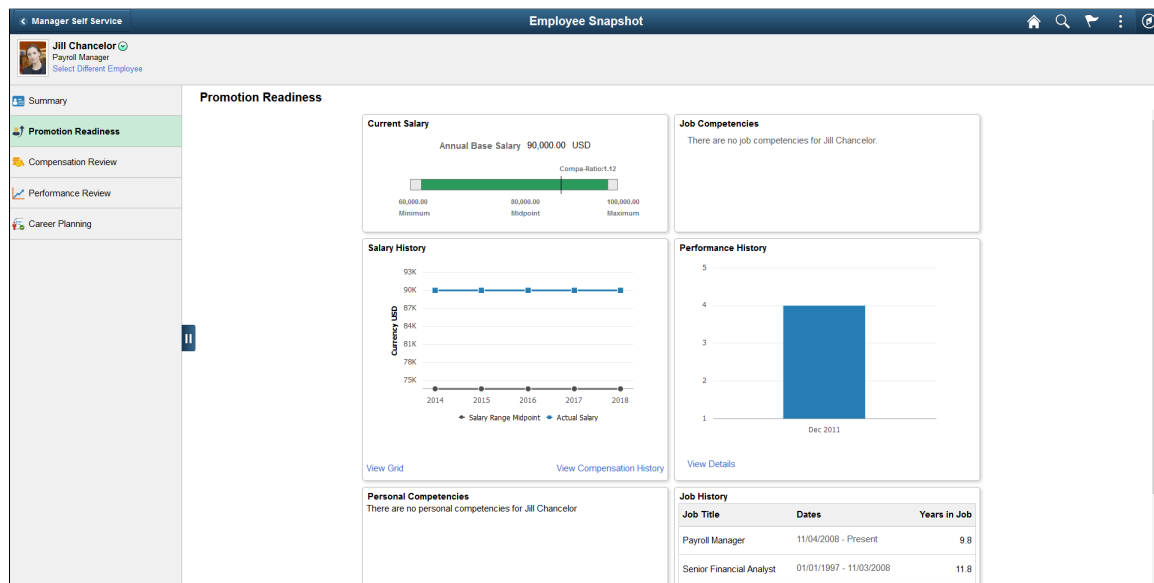 Manager Self Service
Employee Snapshot
Jill Chancelor
Payroll Manager
Select Different Employee
Summary
Promotion Readiness
Compensation Review
Performance Review
Career Planning
Promotion Readiness
Current Salary
Annual Base Salary 90,000.00 USD
Compa-Ratio:1.12
60,000.00 80,000.00 100,000.00
Minimum Midpoint Maximum
Job Competencies
There are no job competencies for Jill Chancelor.
Salary History
93K
90K
87K
84K
81K
78K
75K
Currency USD
2014 2015 2016 2017 2018
Salary Range Midpoint Actual Salary
View Grid View Compensation History
Performance History
5
4
3
2
1
Dec 2011
View Details
Personal Competencies
There are no personal competencies for Jill Chancelor
Job History
Job Title Dates Years in Job
Payroll Manager 11/04/2008 - Present 9.8
Senior Financial Analyst 01/01/1997 - 11/03/2008 11.8